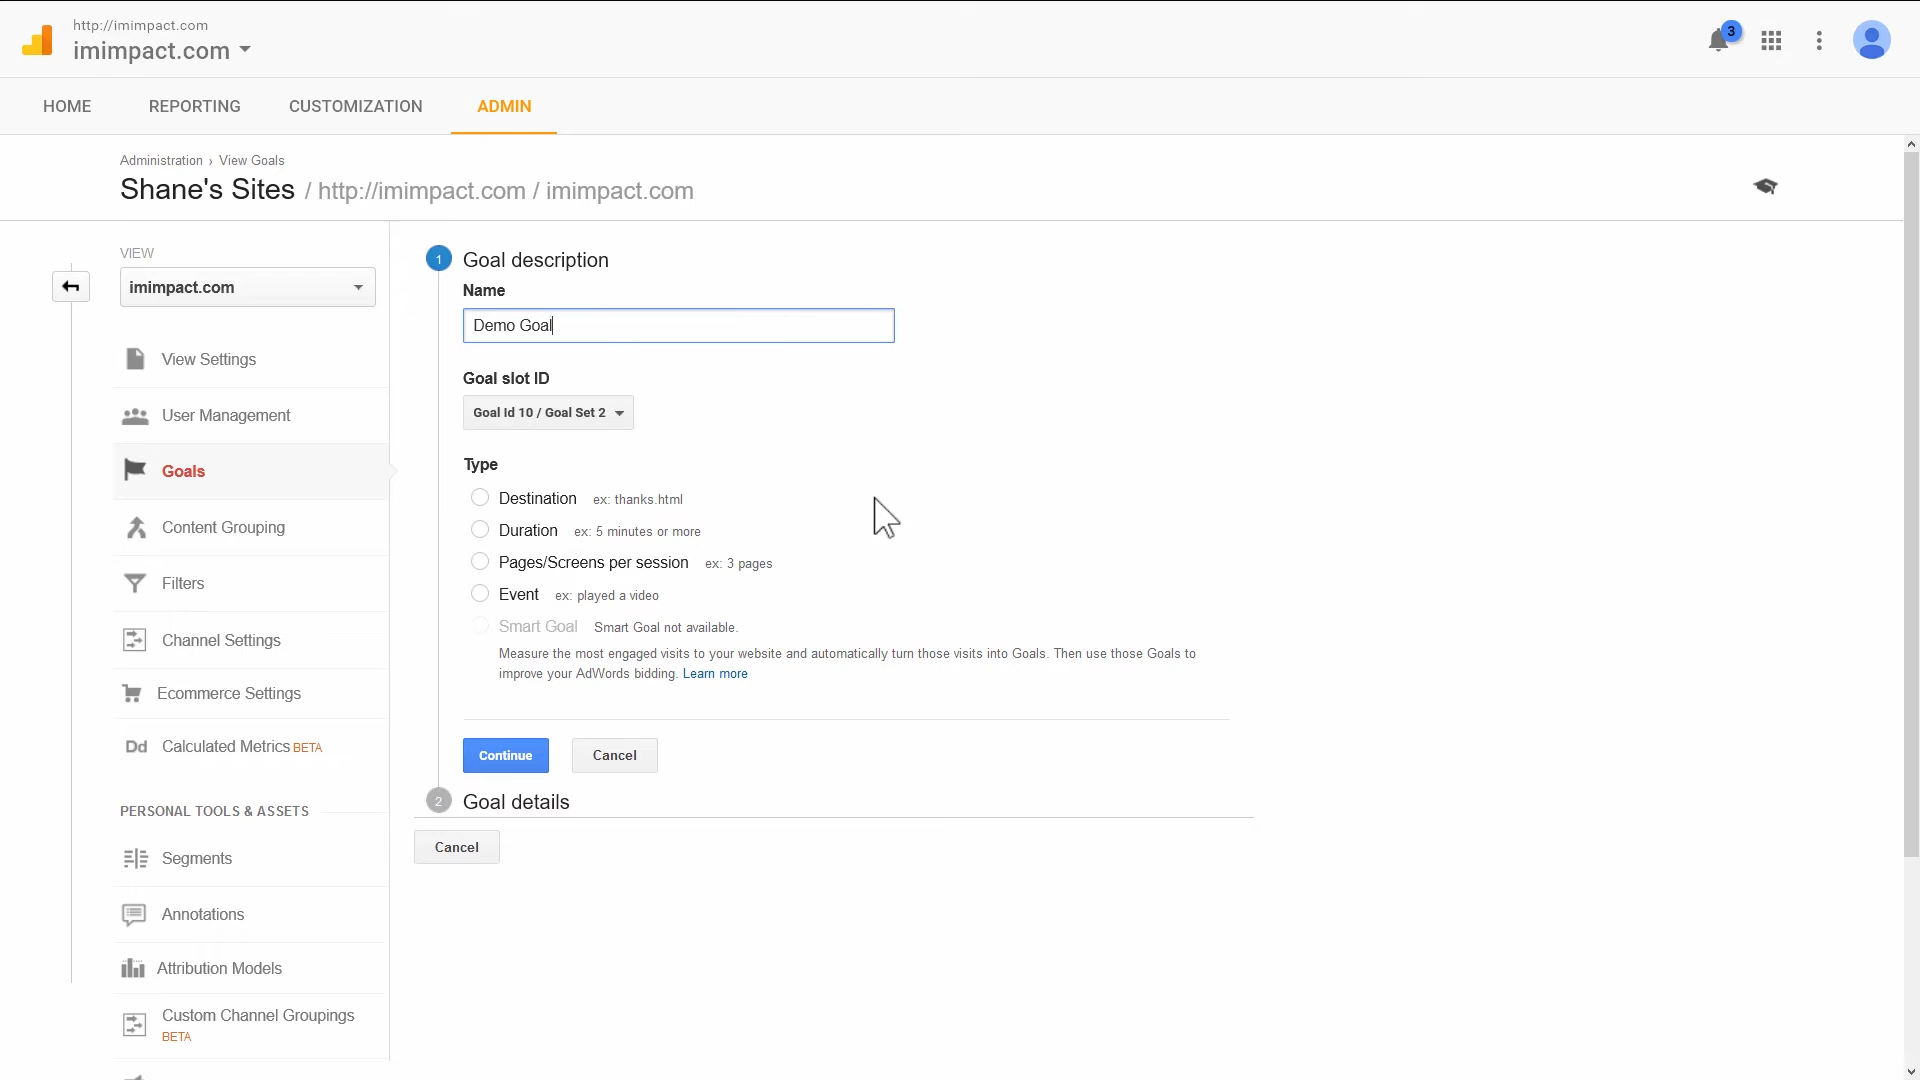 http://imimpact.com
imimpact.com
3
HOME
REPORTING
CUSTOMIZATION
ADMIN
Administration › View Goals
Shane's Sites / http://imimpact.com / imimpact.com
VIEW
imimpact.com
View Settings
User Management
Goals
Content Grouping
Filters
Channel Settings
Ecommerce Settings
Dd Calculated Metrics BETA
PERSONAL TOOLS & ASSETS
Segments
Annotations
Attribution Models
Custom Channel Groupings
BETA
1 Goal description
Name
Demo Goal
Goal slot ID
Goal Id 10 / Goal Set 2
Type
Destination ex: thanks.html
Duration ex: 5 minutes or more
Pages/Screens per session ex: 3 pages
Event ex: played a video
Smart Goal Smart Goal not available.
Measure the most engaged visits to your website and automatically turn those visits into Goals. Then use those Goals to
improve your AdWords bidding. Learn more
Continue Cancel
2 Goal details
Cancel